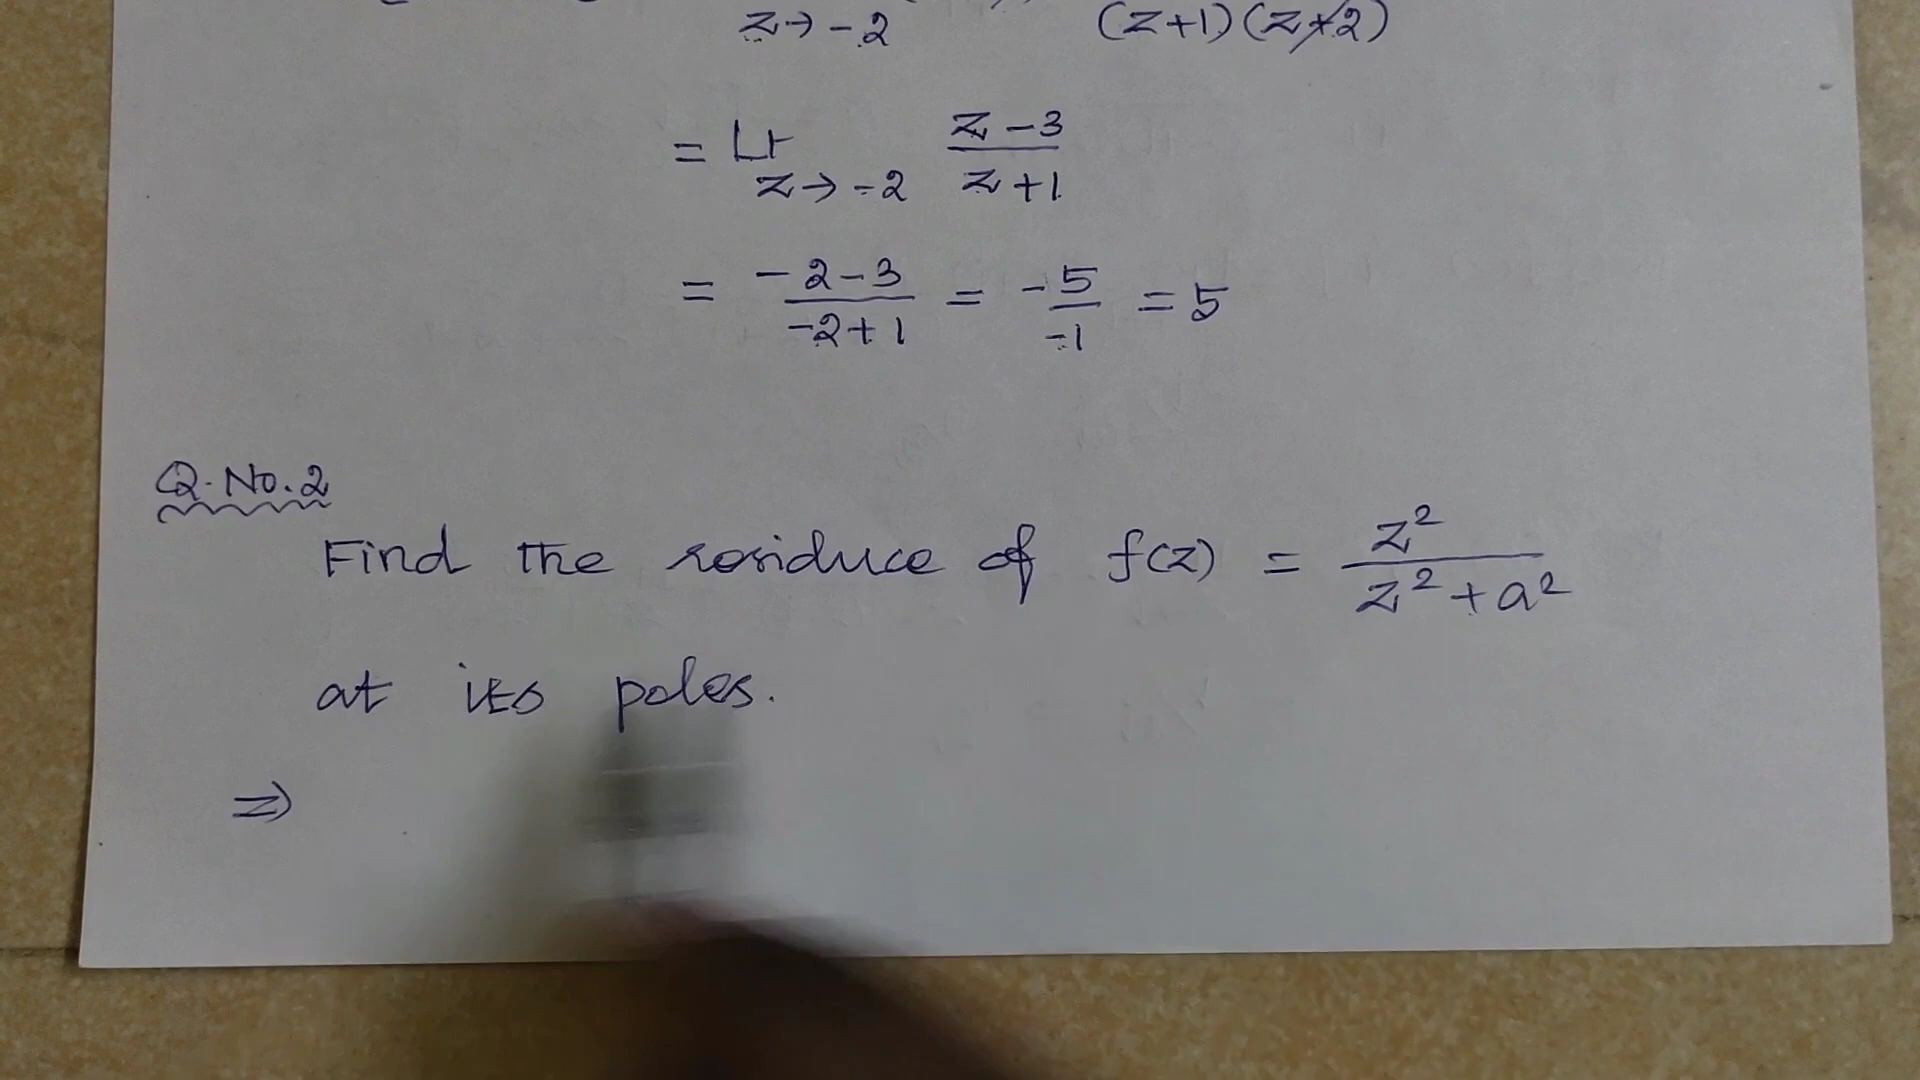 z→-2 (z+1)(z+2)
= Lt z-3
z→-2 z+1
= -2-3 = -5 = 5
-2+1 -1
Q.No.2
Find the residue of f(z) = z²
z²+a²
at its poles.
⇒